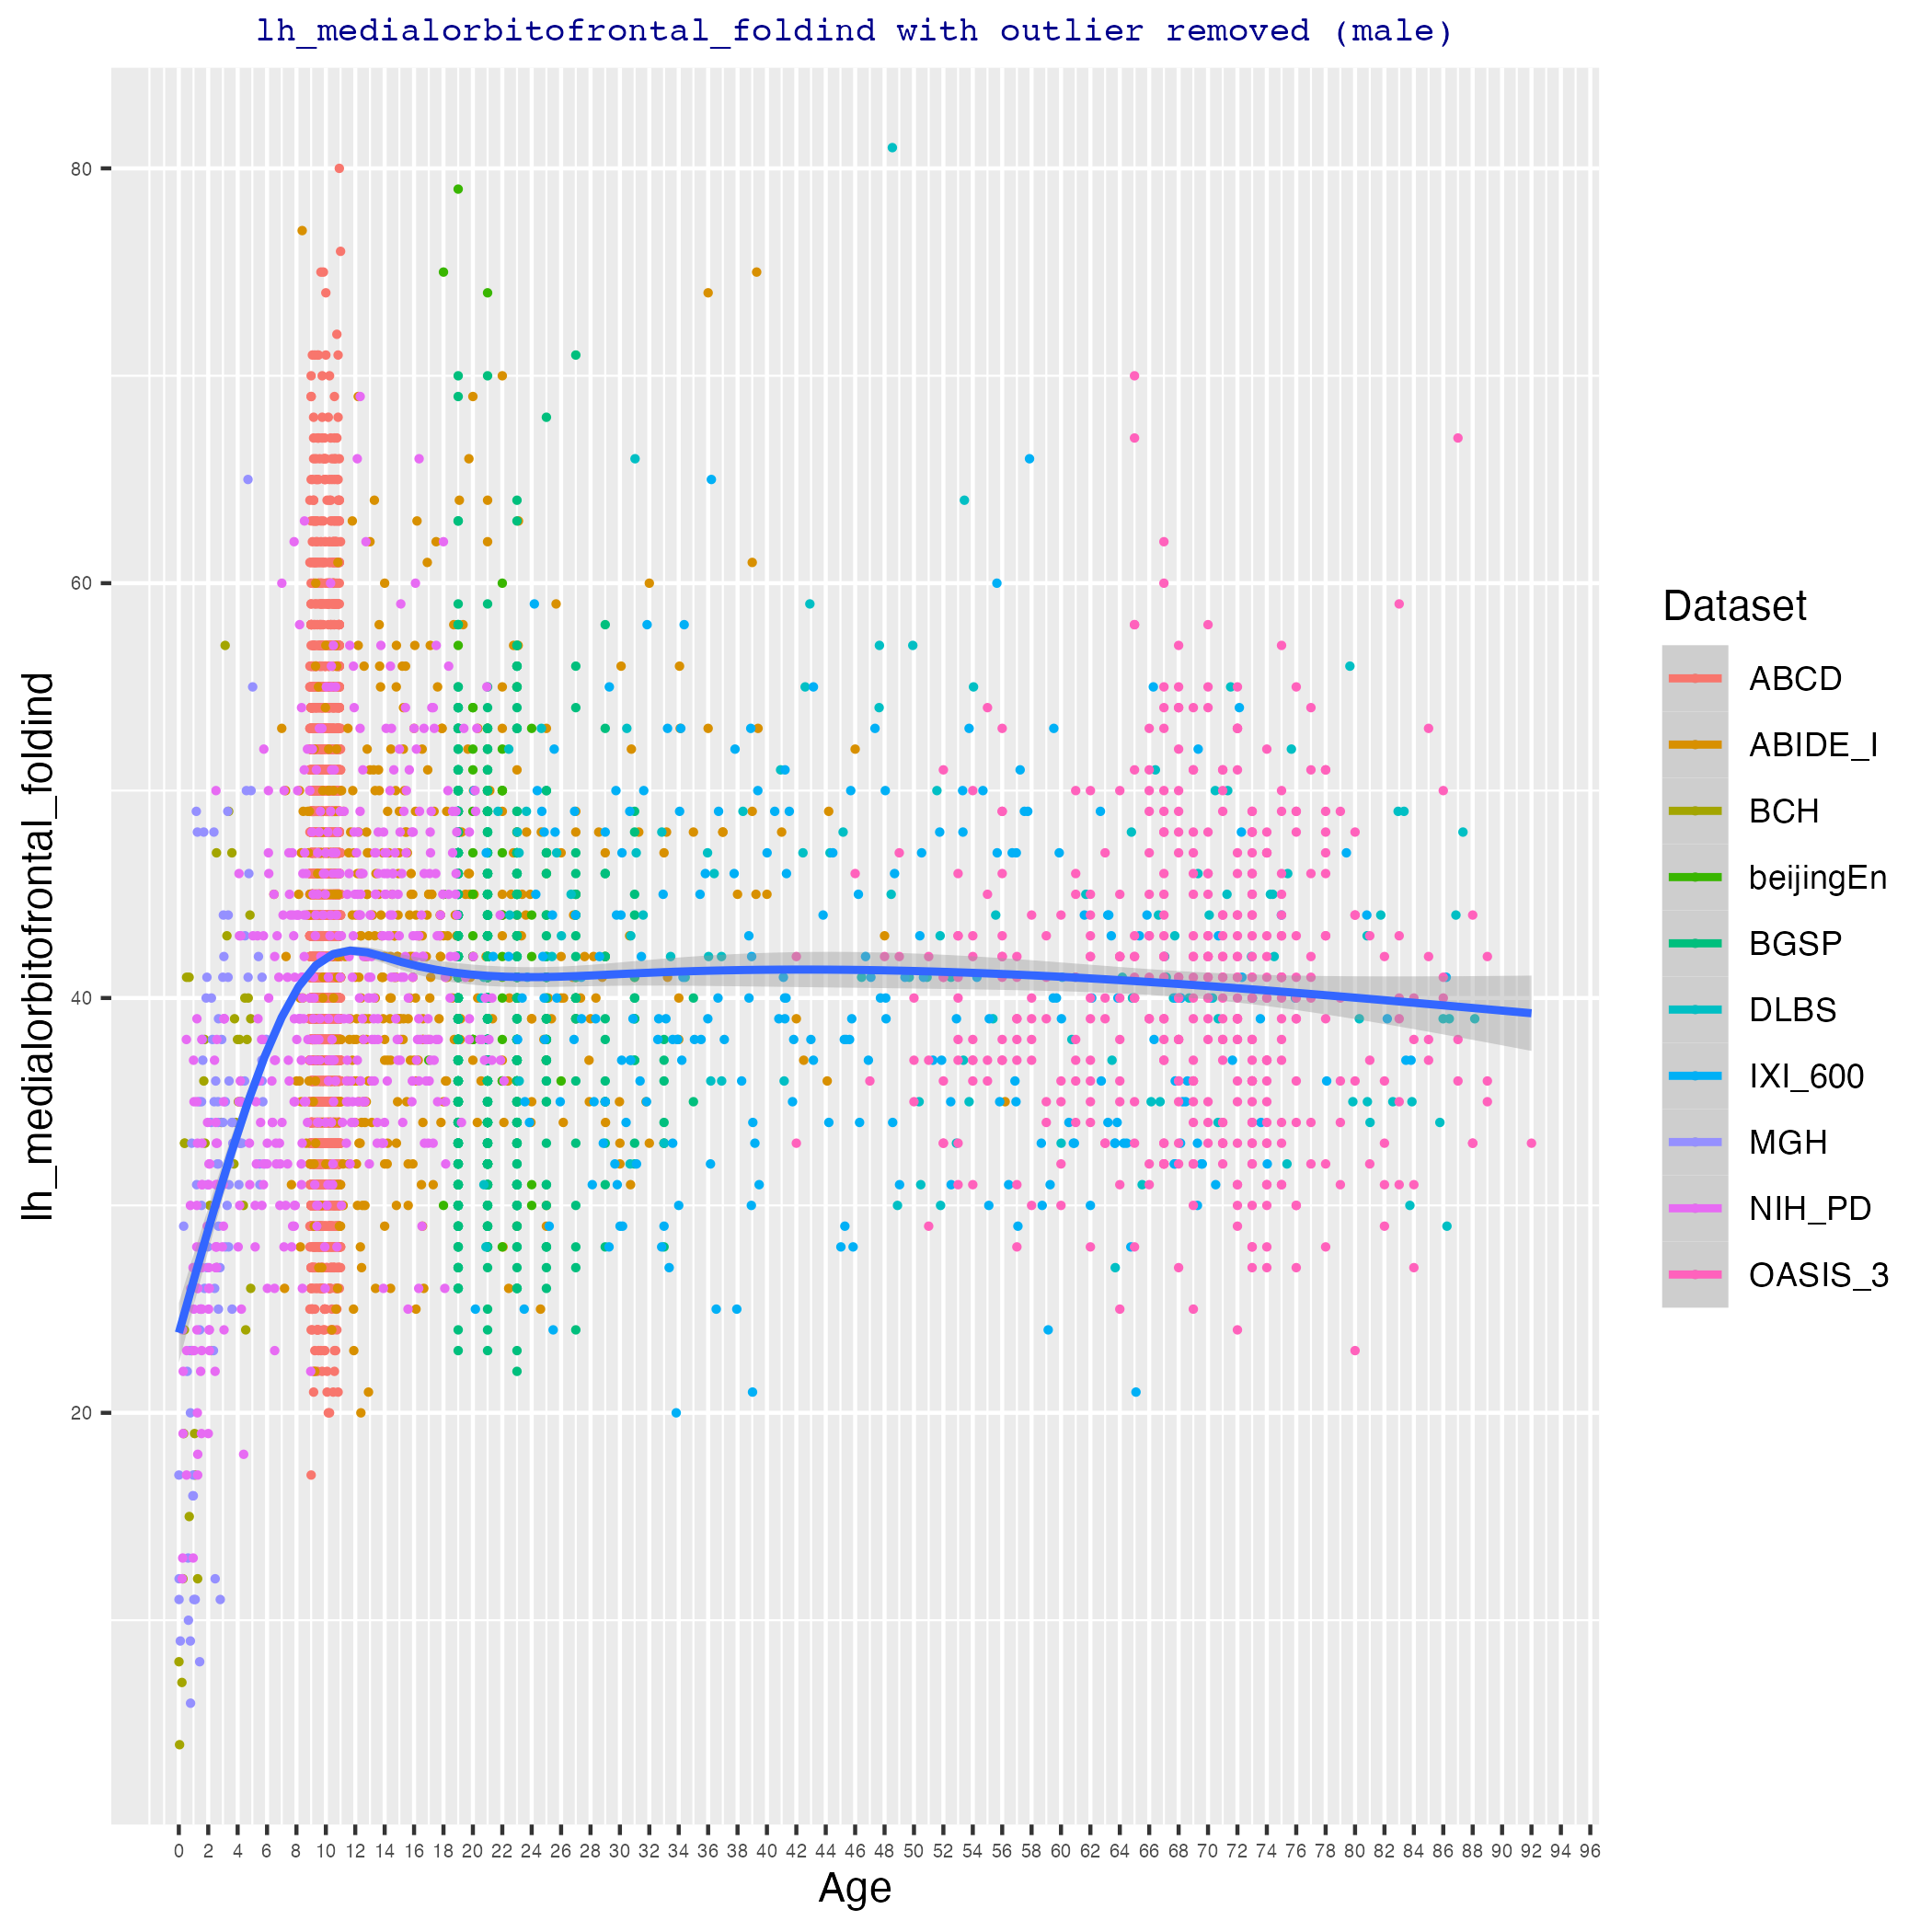 lh_medialorbitofrontal_foldind with outlier removed (male)
lh_medialorbitofrontal_foldind
80
60
40
20
0 2 4 6 8 10 12 14 16 18 20 22 24 26 28 30 32 34 36 38 40 42 44 46 48 50 52 54 56 58 60 62 64 66 68 70 72 74 76 78 80 82 84 86 88 90 92 94 96
Age
Dataset
ABCD
ABIDE_I
BCH
beijingEn
BGSP
DLBS
IXI_600
MGH
NIH_PD
OASIS_3